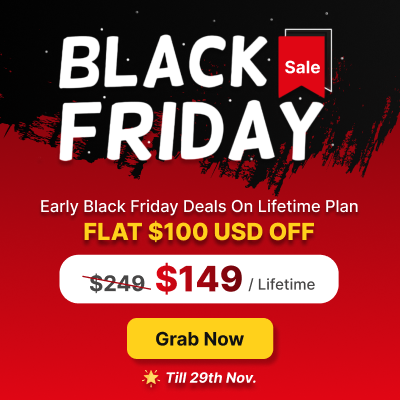 BLACK
Sale
FRIDAY
Early Black Friday Deals On Lifetime Plan
FLAT $100 USD OFF
$249 $149 / Lifetime
Grab Now
Till 29th Nov.